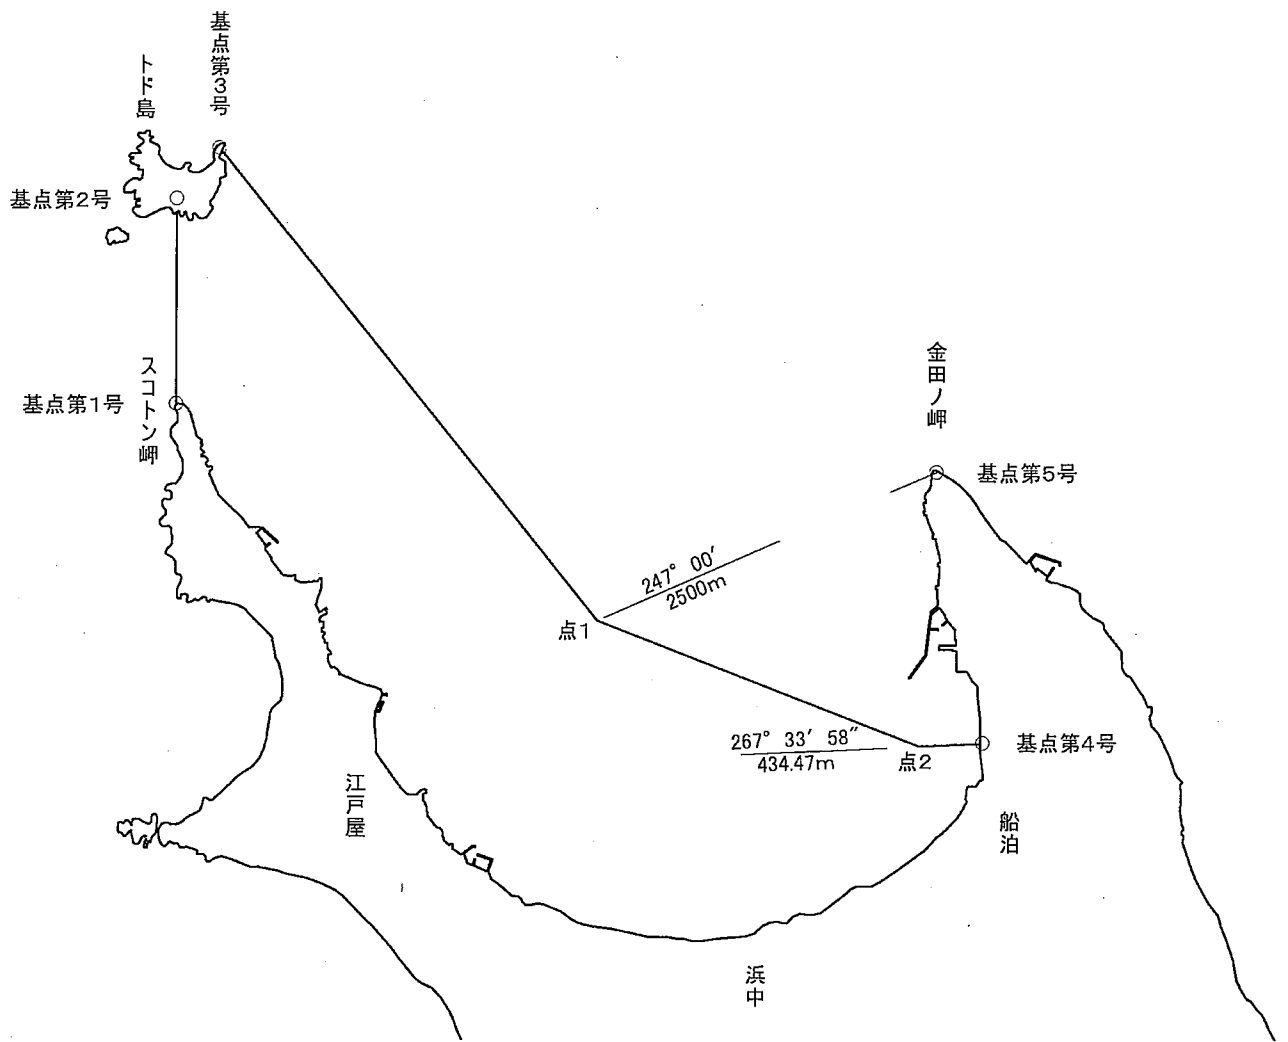 基点第3号
トド島
基点第2号
スコトン岬
基点第1号
金田ノ岬
基点第5号
247° 00′
2500m
点1
267° 33′ 58″
434.47m
点2
基点第4号
江戸屋
船泊
浜中